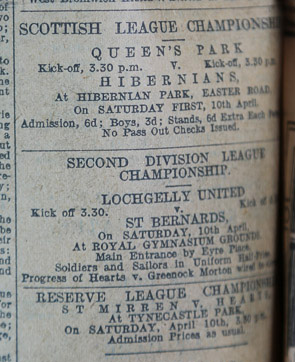 SCOTTISH LEAGUE CHAMPIONSH
QUEEN'S PARK
Kick-off, 3.30 p.m. v. Kick-off, 3.30 p.m
HIBERNIANS,
At HIBERNIAN PARK, EASTER ROAD,
On SATURDAY FIRST, 10th April.
Admission, 6d; Boys, 3d; Stands, 6d Extra Each
No Pass Out Checks Issued.
SECOND DIVISION LEAGUE
CHAMPIONSHIP.
LOCHGELLY UNITED
Kick off 3.30. v. Kick
ST BERNARDS,
On SATURDAY, 10th April,
At ROYAL GYMNASIUM GROUNDS.
Main Entrance by Eyre Place.
Soldiers and Sailors in Uniform
Progress of Hearts v. Greenock Morton wired
RESERVE LEAGUE CHAMPIONSH
ST MIRREN v. HEARTS
At TYNECASTLE PARK,
On SATURDAY, April 10th,
Admission Prices as usual.